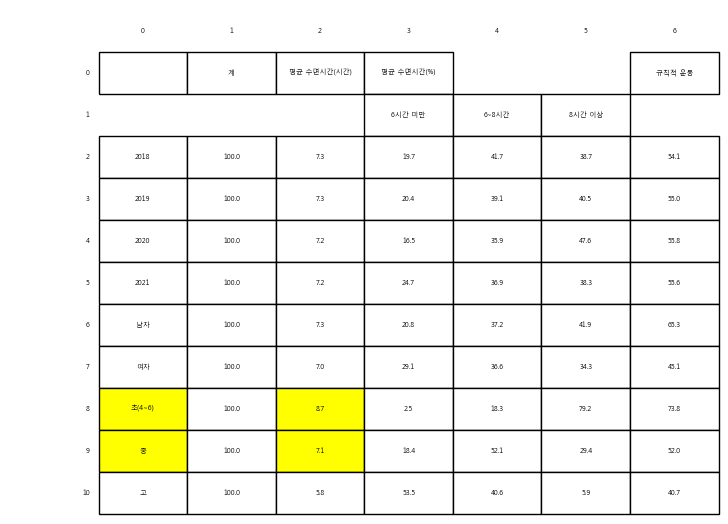 0 1 2 3 4 5 6
0 계 평균 수면시간(시간) 평균 수면시간(%) 규칙적 운동
1 6시간 미만 6~8시간 8시간 이상
2 2018 100.0 7.3 19.7 41.7 38.7 54.1
3 2019 100.0 7.3 20.4 39.1 40.5 55.0
4 2020 100.0 7.2 16.5 35.9 47.6 55.8
5 2021 100.0 7.2 24.7 36.9 38.3 55.6
6 남자 100.0 7.3 20.8 37.2 41.9 65.3
7 여자 100.0 7.0 29.1 36.6 34.3 45.1
8 초(4~6) 100.0 8.7 2.5 18.3 79.2 73.8
9 중 100.0 7.1 18.4 52.1 29.4 52.0
10 고 100.0 5.8 53.5 40.6 5.9 40.7